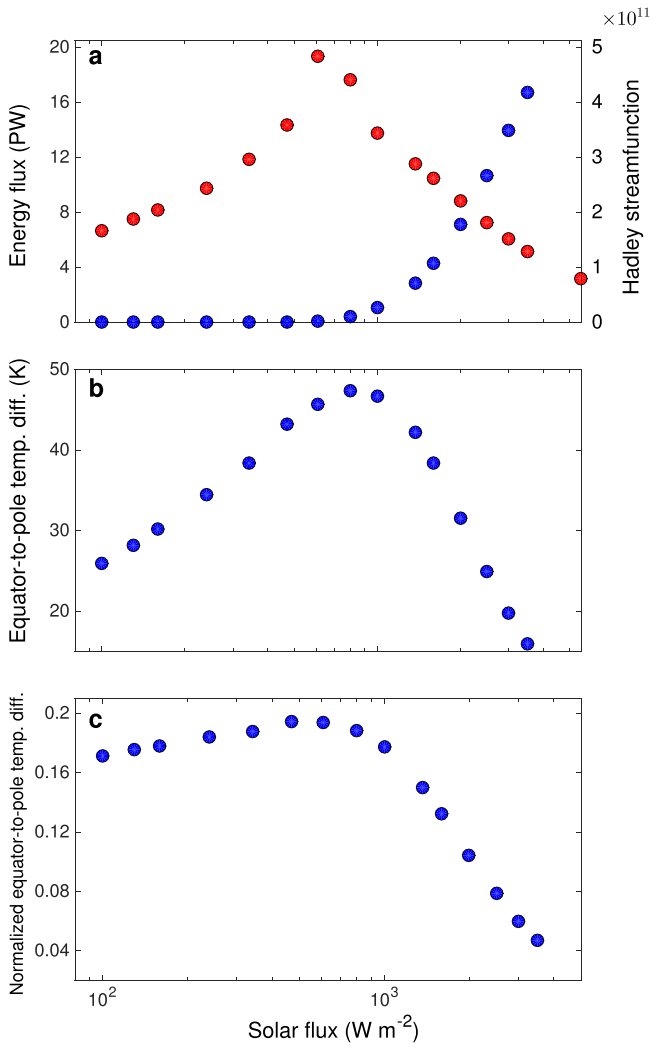 ×10¹¹
a
20
16
12
8
4
0
Energy flux (PW)
5
4
3
2
1
0
Hadley streamfunction
b
50
40
30
20
Equator-to-pole temp. diff. (K)
c
0.2
0.16
0.12
0.08
0.04
Normalized equator-to-pole temp. diff.
10² 10³
Solar flux (W m⁻²)